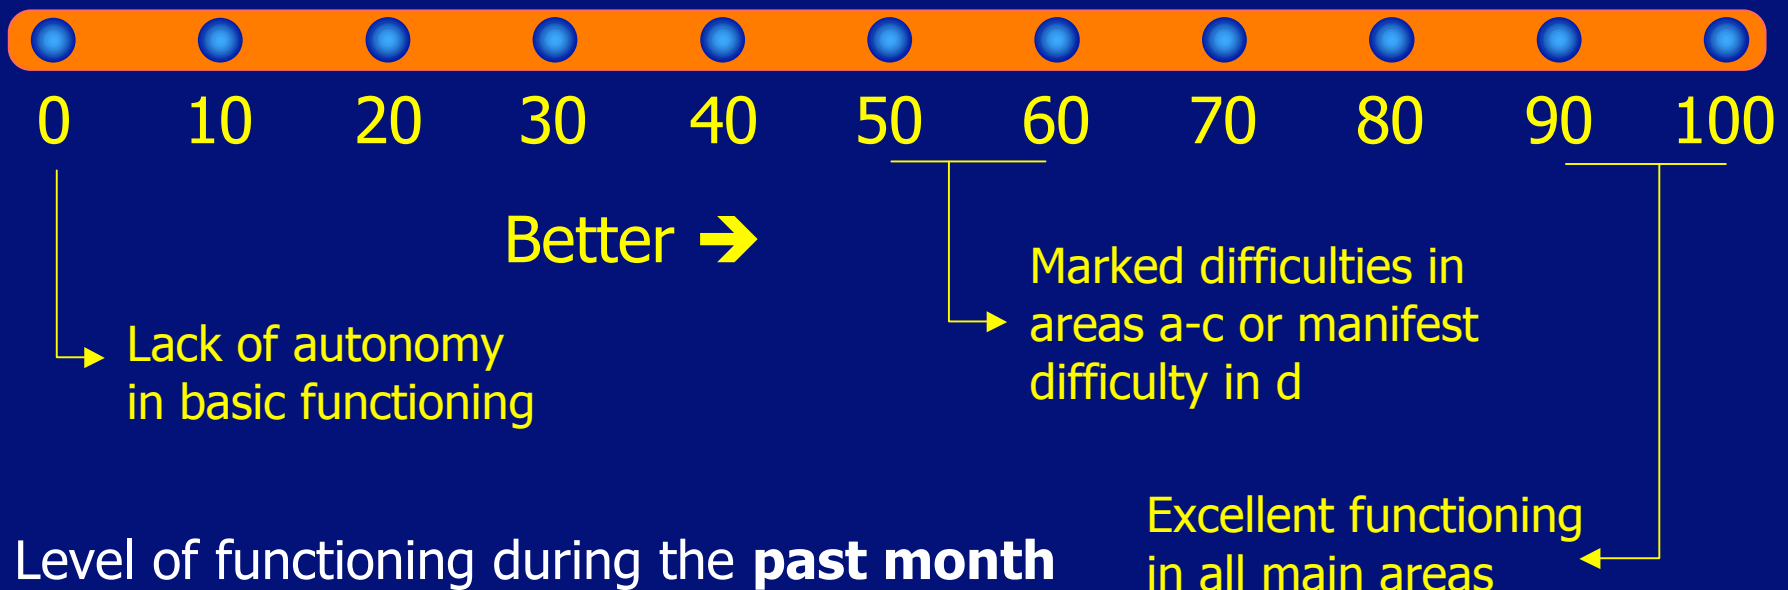 0 10 20 30 40 50 60 70 80 90 100
Better ➔
Marked difficulties in
areas a-c or manifest
difficulty in d
Lack of autonomy
in basic functioning
Excellent functioning
in all main areas
Level of functioning during the past month